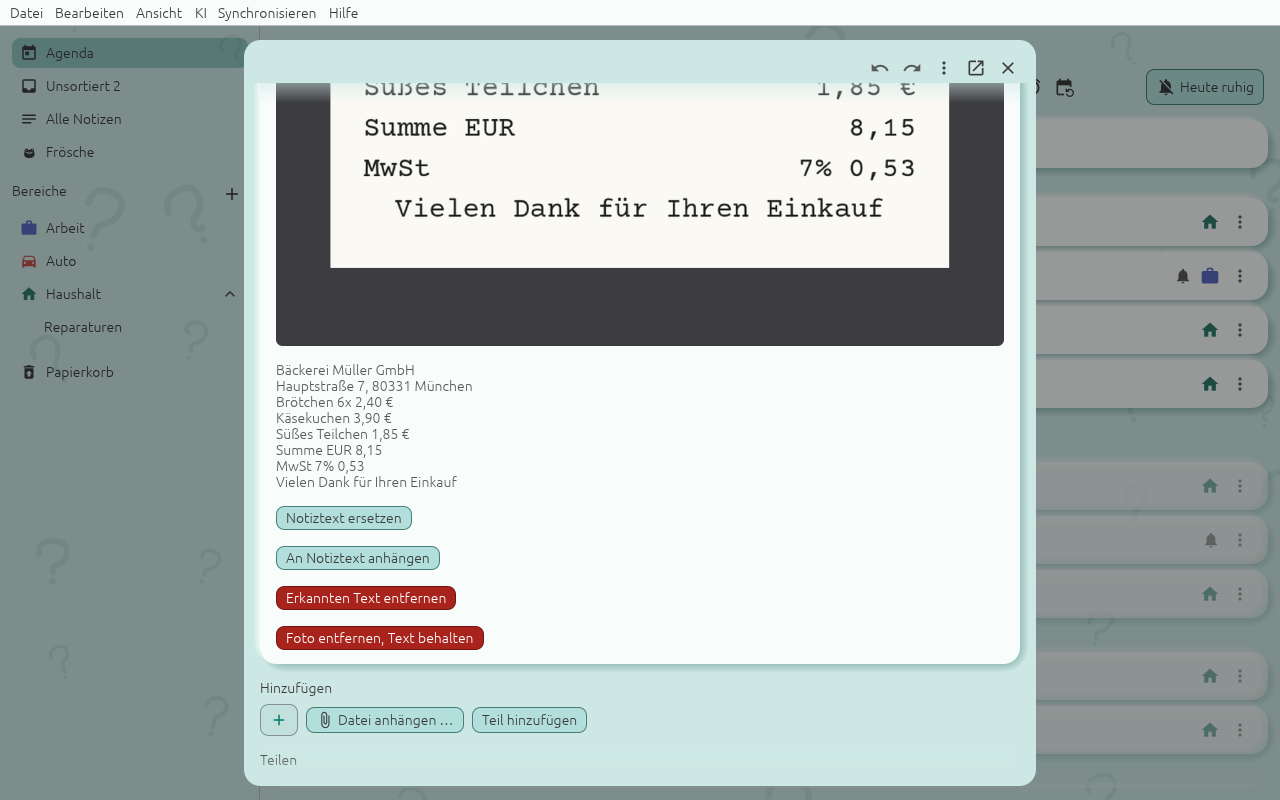 Datei Bearbeiten Ansicht KI Synchronisieren Hilfe
Agenda
Unsortiert 2
Alle Notizen
Frösche
Bereiche
Arbeit
Auto
Haushalt
Reparaturen
Papierkorb
Heute ruhig
Süßes Teilchen 1,85 €
Summe EUR 8,15
MwSt 7% 0,53
Vielen Dank für Ihren Einkauf
Bäckerei Müller GmbH
Hauptstraße 7, 80331 München
Brötchen 6x 2,40 €
Käsekuchen 3,90 €
Süßes Teilchen 1,85 €
Summe EUR 8,15
MwSt 7% 0,53
Vielen Dank für Ihren Einkauf
Notiztext ersetzen
An Notiztext anhängen
Erkannten Text entfernen
Foto entfernen, Text behalten
Hinzufügen
Datei anhängen …
Teil hinzufügen
Teilen